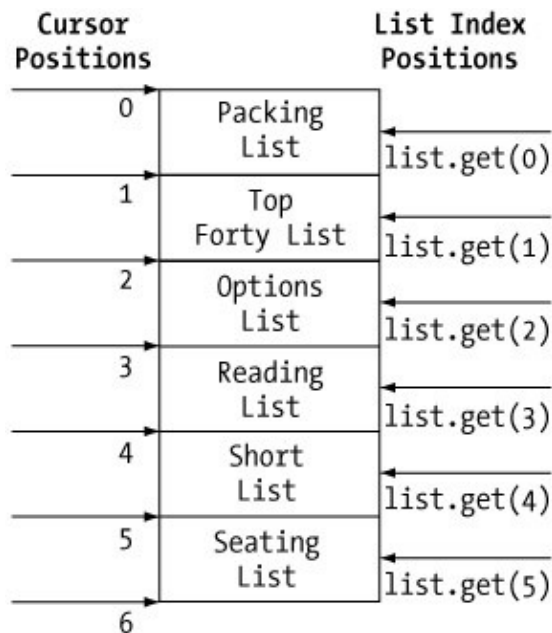 Cursor Positions
List Index Positions
0
Packing List
list.get(0)
1
Top Forty List
list.get(1)
2
Options List
list.get(2)
3
Reading List
list.get(3)
4
Short List
list.get(4)
5
Seating List
list.get(5)
6